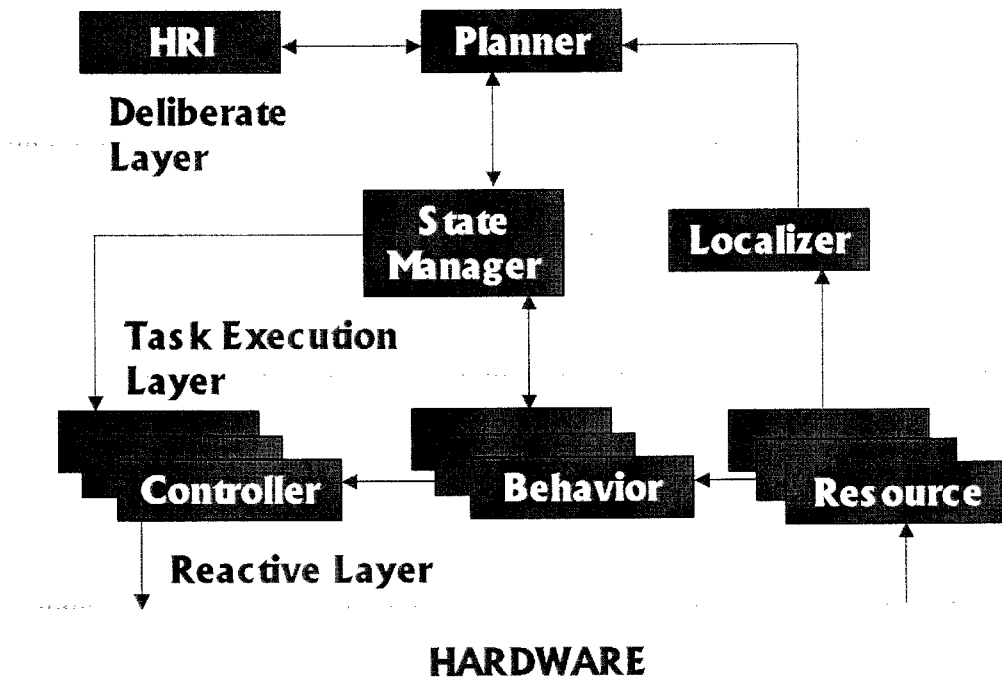 HRI
Planner
Deliberate
Layer
State
Manager
Localizer
Task Execution
Layer
Controller
Behavior
Resource
Reactive Layer
HARDWARE